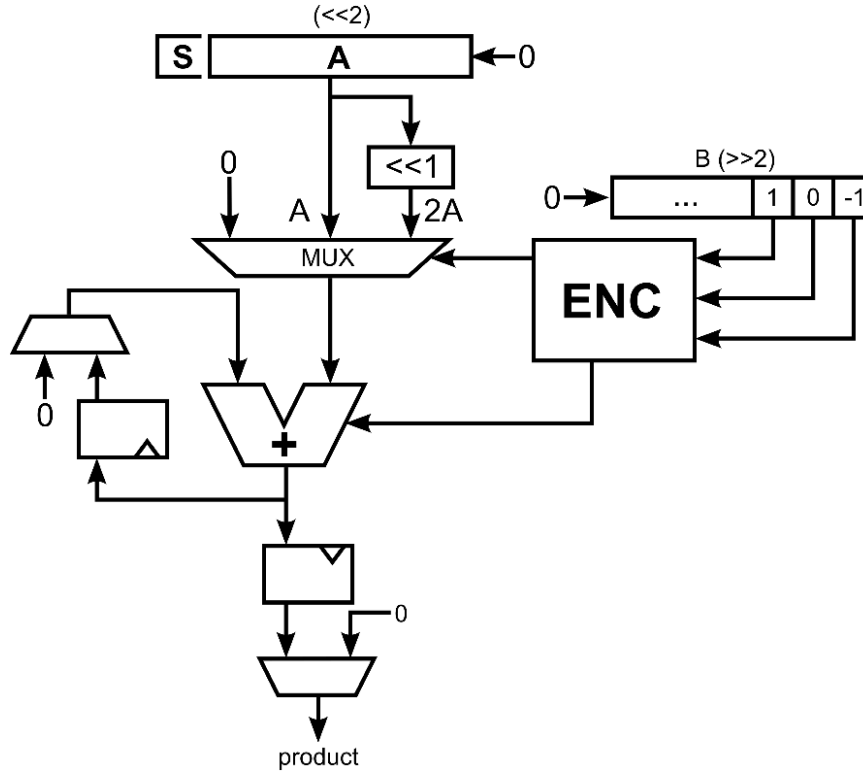 (<<2)
S A 0
<<1
0
A 2A
MUX
B (>>2)
0 ... 1 0 -1
ENC
0
+
0
product